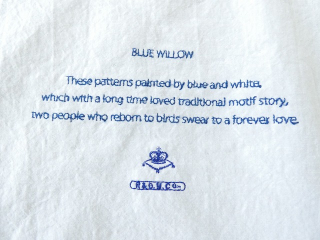 BLUE WILLOW
These patterns painted by blue and white,
which with a long time loved traditional motif story,
two people who reborn to birds swear to a forever love.